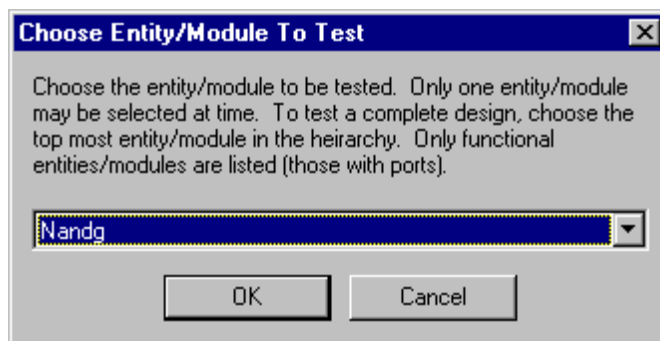 Choose Entity/Module To Test
Choose the entity/module to be tested.  Only one entity/module
may be selected at time.  To test a complete design, choose the
top most entity/module in the heirarchy.  Only functional
entities/modules are listed (those with ports).
Nandg
OK
Cancel